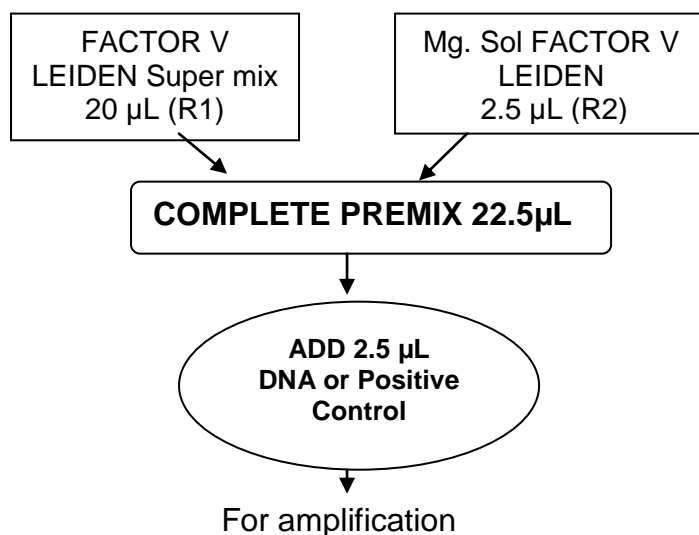 FACTOR V
LEIDEN Super mix
20 µL (R1)
Mg. Sol FACTOR V
LEIDEN
2.5 µL (R2)
COMPLETE PREMIX 22.5µL
ADD 2.5 µL
DNA or Positive
Control
For amplification